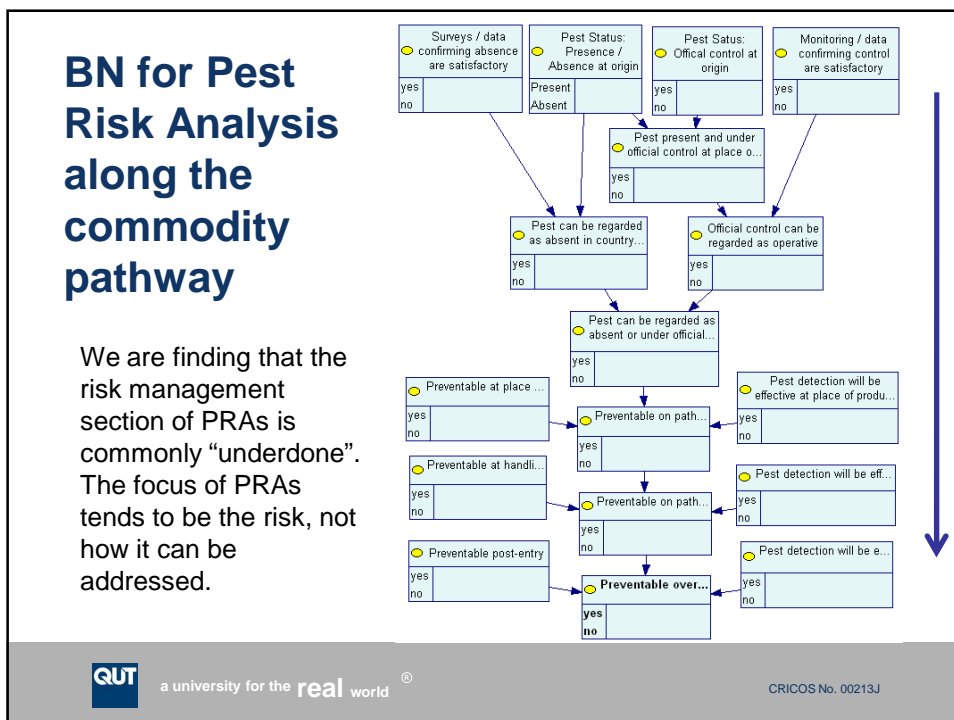 BN for Pest
Risk Analysis
along the
commodity
pathway
We are finding that the
risk management
section of PRAs is
commonly “underdone”.
The focus of PRAs
tends to be the risk, not
how it can be
addressed.
Surveys / data
confirming absence
are satisfactory
yes
no
Pest Status:
Presence /
Absence at origin
Present
Absent
Pest Satus:
Offical control at
origin
yes
no
Monitoring / data
confirming control
are satisfactory
yes
no
Pest present and under
official control at place o...
yes
no
Pest can be regarded
as absent in country...
yes
no
Official control can be
regarded as operative
yes
no
Pest can be regarded as
absent or under official...
yes
no
Preventable at place ...
yes
no
Preventable on path...
yes
no
Pest detection will be
effective at place of produ...
yes
no
Preventable at handli...
yes
no
Preventable on path...
yes
no
Pest detection will be eff...
yes
no
Preventable post-entry
yes
no
Preventable over...
yes
no
Pest detection will be e...
yes
no
QUT
a university for the real world ®
CRICOS No. 00213J